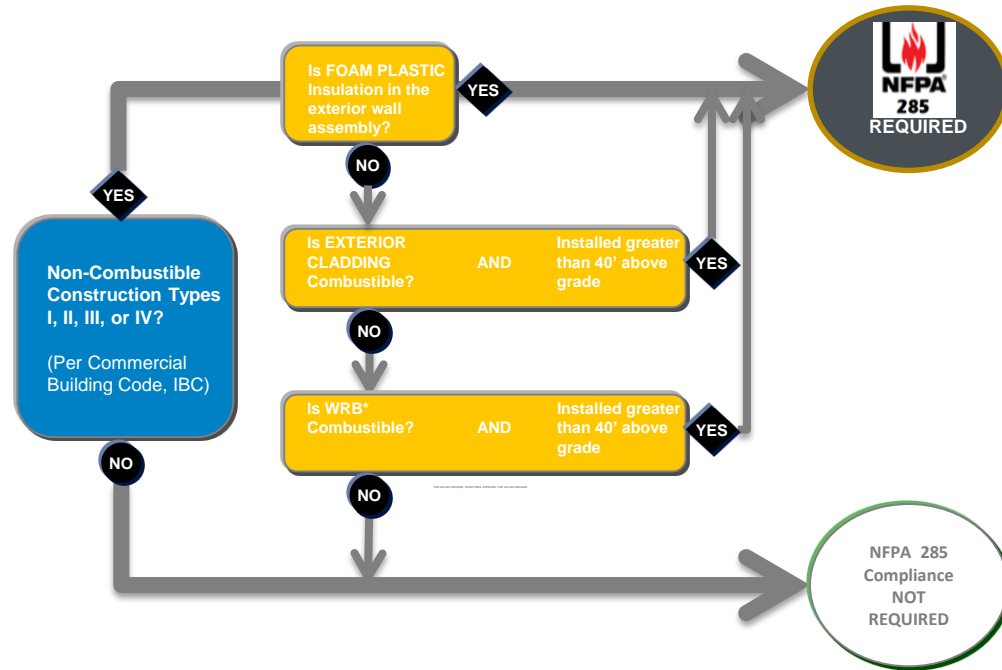 Is FOAM PLASTIC
Insulation in the
exterior wall
assembly?
YES
NFPA
285
REQUIRED
NO
YES
Is EXTERIOR
CLADDING
Combustible?
AND
Installed greater
than 40' above
grade
YES
Non-Combustible
Construction Types
I, II, III, or IV?
(Per Commercial
Building Code, IBC)
NO
Is WRB*
Combustible?
AND
Installed greater
than 40' above
grade
YES
NO
NO
NFPA 285
Compliance
NOT
REQUIRED